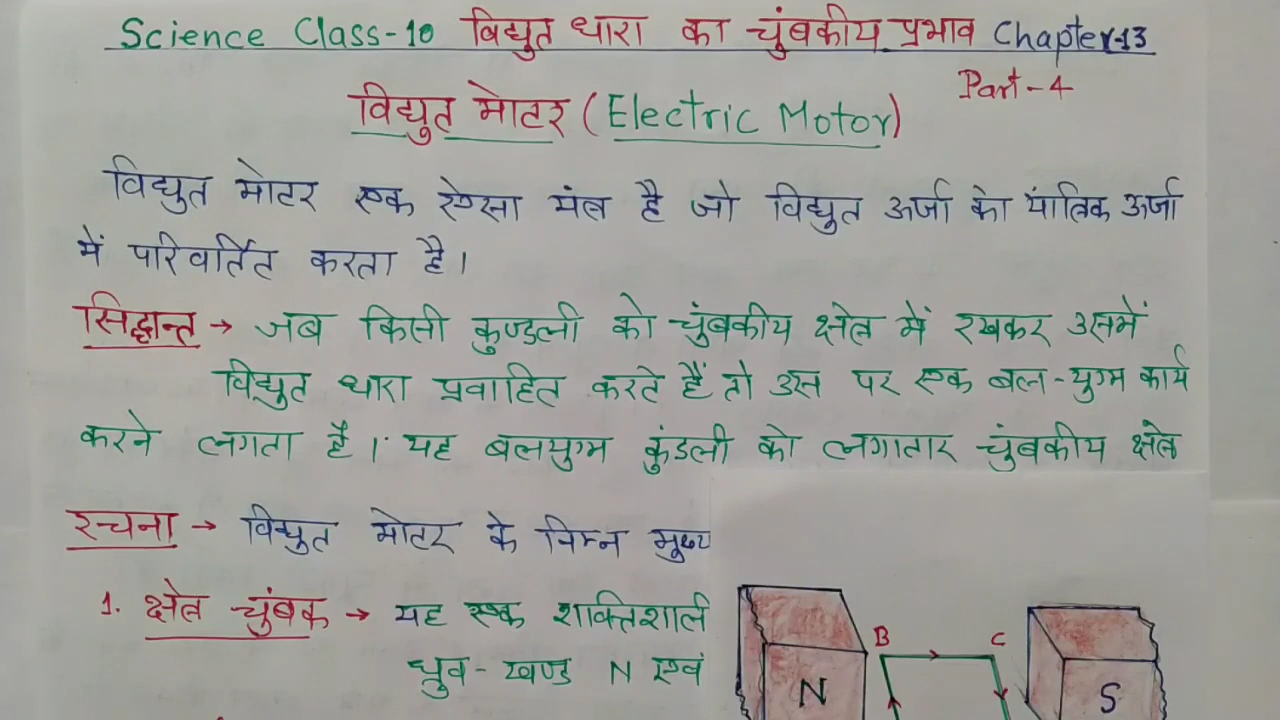 Science Class-10 विद्युत धारा का चुंबकीय प्रभाव Chapter-13
Part-4
विद्युत मोटर (Electric Motor)
विद्युत मोटर एक ऐसा यंत्र है जो विद्युत ऊर्जा को यांत्रिक ऊर्जा
में परिवर्तित करता है।
सिद्धान्त → जब किसी कुण्डली को चुंबकीय क्षेत्र में रखकर उसमें
विद्युत धारा प्रवाहित करते हैं तो उस पर एक बल-युग्म कार्य
करने लगता है। यह बलयुग्म कुंडली को लगातार चुंबकीय क्षेत्र
रचना → विद्युत मोटर के निम्न मुख्य
1. क्षेत्र चुंबक → यह एक शक्तिशाली
ध्रुव-खण्ड N एवं
B C
N S